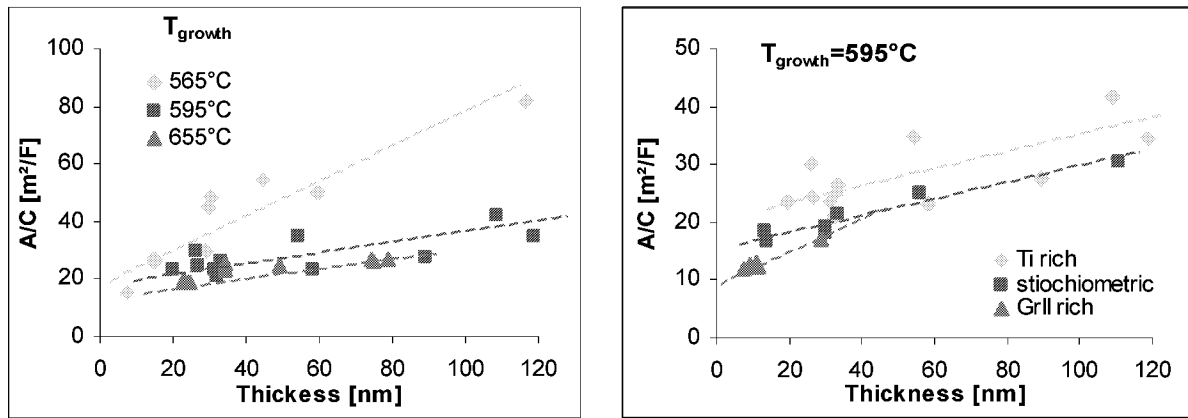 T_growth
565°C
595°C
655°C
A/C [m²/F]
100
80
60
40
20
0
0 20 40 60 80 100 120
Thickess [nm]
T_growth=595°C
A/C [m²/F]
50
40
30
20
10
0
Ti rich
stiochiometric
GrII rich
0 20 40 60 80 100 120
Thickness [nm]